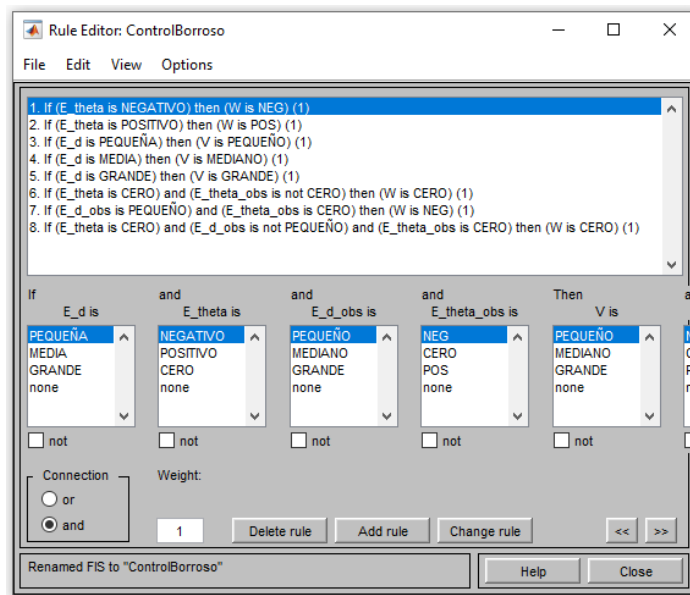 Rule Editor: ControlBorroso
File Edit View Options
1. If (E_theta is NEGATIVO) then (W is NEG) (1)
2. If (E_theta is POSITIVO) then (W is POS) (1)
3. If (E_d is PEQUEÑA) then (V is PEQUEÑO) (1)
4. If (E_d is MEDIA) then (V is MEDIANO) (1)
5. If (E_d is GRANDE) then (V is GRANDE) (1)
6. If (E_theta is CERO) and (E_theta_obs is not CERO) then (W is CERO) (1)
7. If (E_d_obs is PEQUEÑO) and (E_theta_obs is CERO) then (W is NEG) (1)
8. If (E_theta is CERO) and (E_d_obs is not PEQUEÑO) and (E_theta_obs is CERO) then (W is CERO) (1)
If and and and Then
E_d is E_theta is E_d_obs is E_theta_obs is V is
PEQUEÑA NEGATIVO PEQUEÑO NEG PEQUEÑO
MEDIA POSITIVO MEDIANO CERO MEDIANO
GRANDE CERO GRANDE POS GRANDE
none none none none none
not not not not not
Connection Weight:
or
and 1 Delete rule Add rule Change rule << >>
Renamed FIS to "ControlBorroso" Help Close